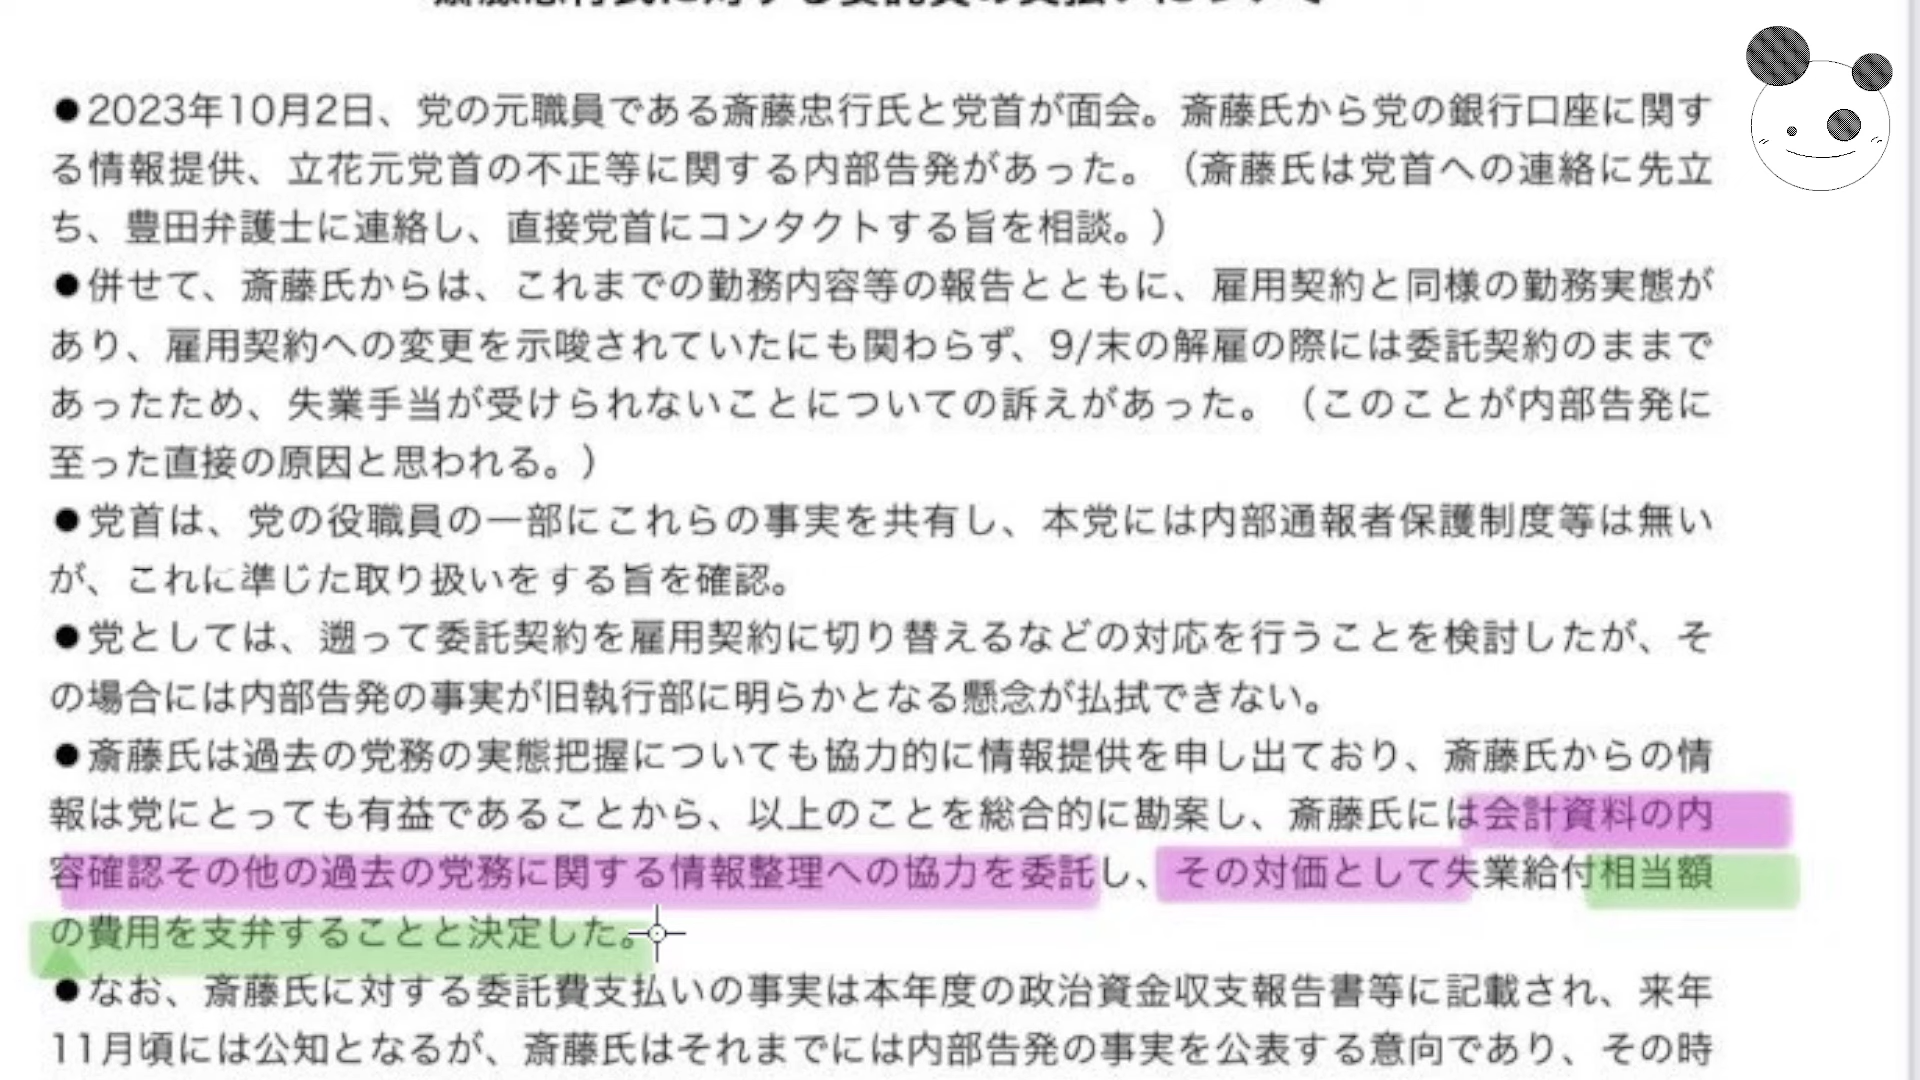 斎藤忠行氏に対する委託費の支払いについて
●2023年10月2日、党の元職員である斎藤忠行氏と党首が面会。斎藤氏から党の銀行口座に関す
る情報提供、立花元党首の不正等に関する内部告発があった。（斎藤氏は党首への連絡に先立
ち、豊田弁護士に連絡し、直接党首にコンタクトする旨を相談。）
●併せて、斎藤氏からは、これまでの勤務内容等の報告とともに、雇用契約と同様の勤務実態が
あり、雇用契約への変更を示唆されていたにも関わらず、9/末の解雇の際には委託契約のままで
あったため、失業手当が受けられないことについての訴えがあった。（このことが内部告発に
至った直接の原因と思われる。）
●党首は、党の役職員の一部にこれらの事実を共有し、本党には内部通報者保護制度等は無い
が、これに準じた取り扱いをする旨を確認。
●党としては、遡って委託契約を雇用契約に切り替えるなどの対応を行うことを検討したが、そ
の場合には内部告発の事実が旧執行部に明らかとなる懸念が払拭できない。
●斎藤氏は過去の党務の実態把握についても協力的に情報提供を申し出ており、斎藤氏からの情
報は党にとっても有益であることから、以上のことを総合的に勘案し、斎藤氏には会計資料の内
容確認その他の過去の党務に関する情報整理への協力を委託し、その対価として失業給付相当額
の費用を支弁することと決定した。
●なお、斎藤氏に対する委託費支払いの事実は本年度の政治資金収支報告書等に記載され、来年
11月頃には公知となるが、斎藤氏はそれまでには内部告発の事実を公表する意向であり、その時